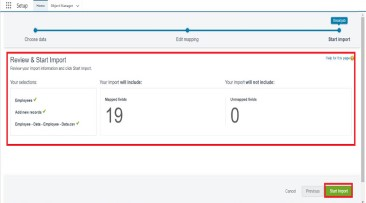 Setup Home Object Manager
Choose data Edit mapping Start import
Review & Start Import
Help for this page
Review your import information and click Start Import.
Your selections: Your import will include: Your import will not include:
Employees Mapped fields Unmapped fields
19 0
Add new records
Employee - Data - Employee - Data.csv
Cancel Previous Start Import